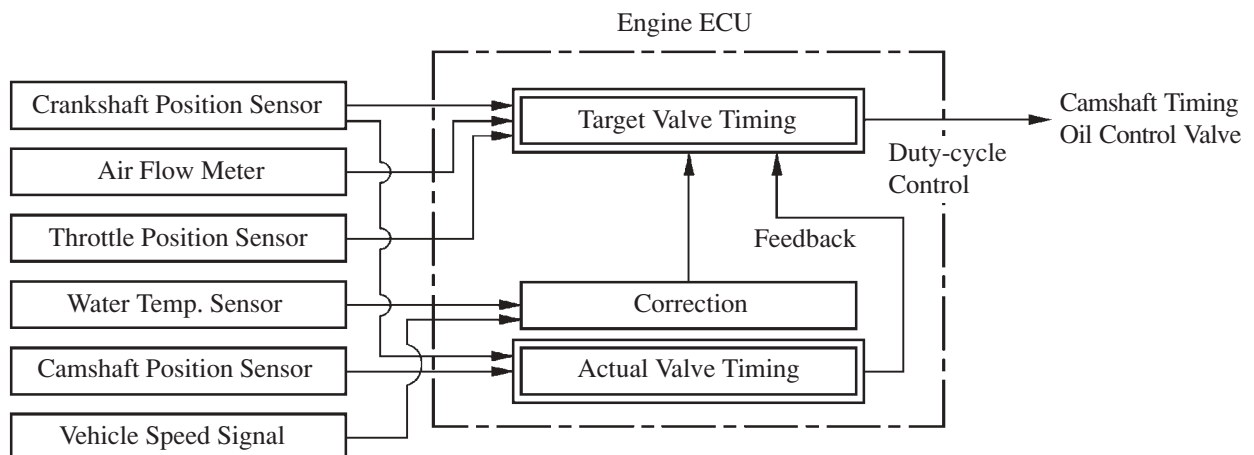 Engine ECU
Crankshaft Position Sensor
Air Flow Meter
Throttle Position Sensor
Water Temp. Sensor
Camshaft Position Sensor
Vehicle Speed Signal
Target Valve Timing
Feedback
Correction
Actual Valve Timing
Duty-cycle
Control
Camshaft Timing
Oil Control Valve